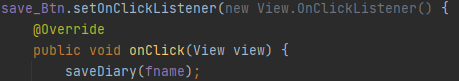 save_Btn.setOnClickListener(new View.OnClickListener() {
@Override
public void onClick(View view) {
saveDiary(fname);